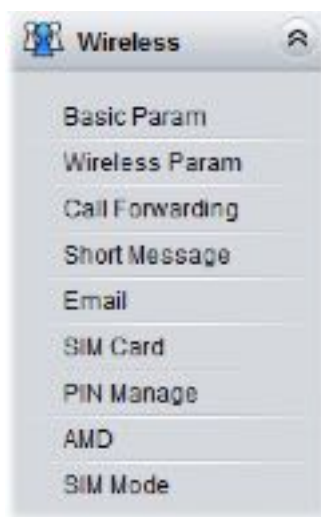 Wireless
Basic Param
Wireless Param
Call Forwarding
Short Message
Email
SIM Card
PIN Manage
AMD
SIM Mode